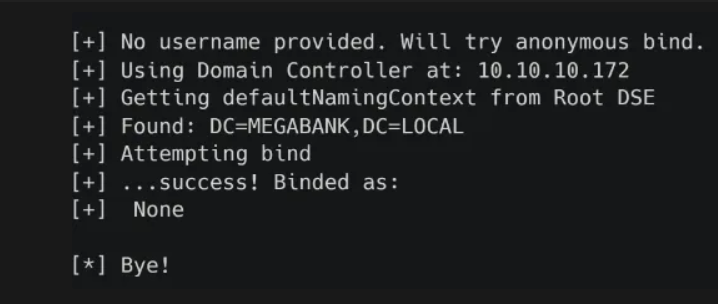 [+] No username provided. Will try anonymous bind.
[+] Using Domain Controller at: 10.10.10.172
[+] Getting defaultNamingContext from Root DSE
[+] Found: DC=MEGABANK,DC=LOCAL
[+] Attempting bind
[+] ...success! Binded as:
[+]  None
[*] Bye!